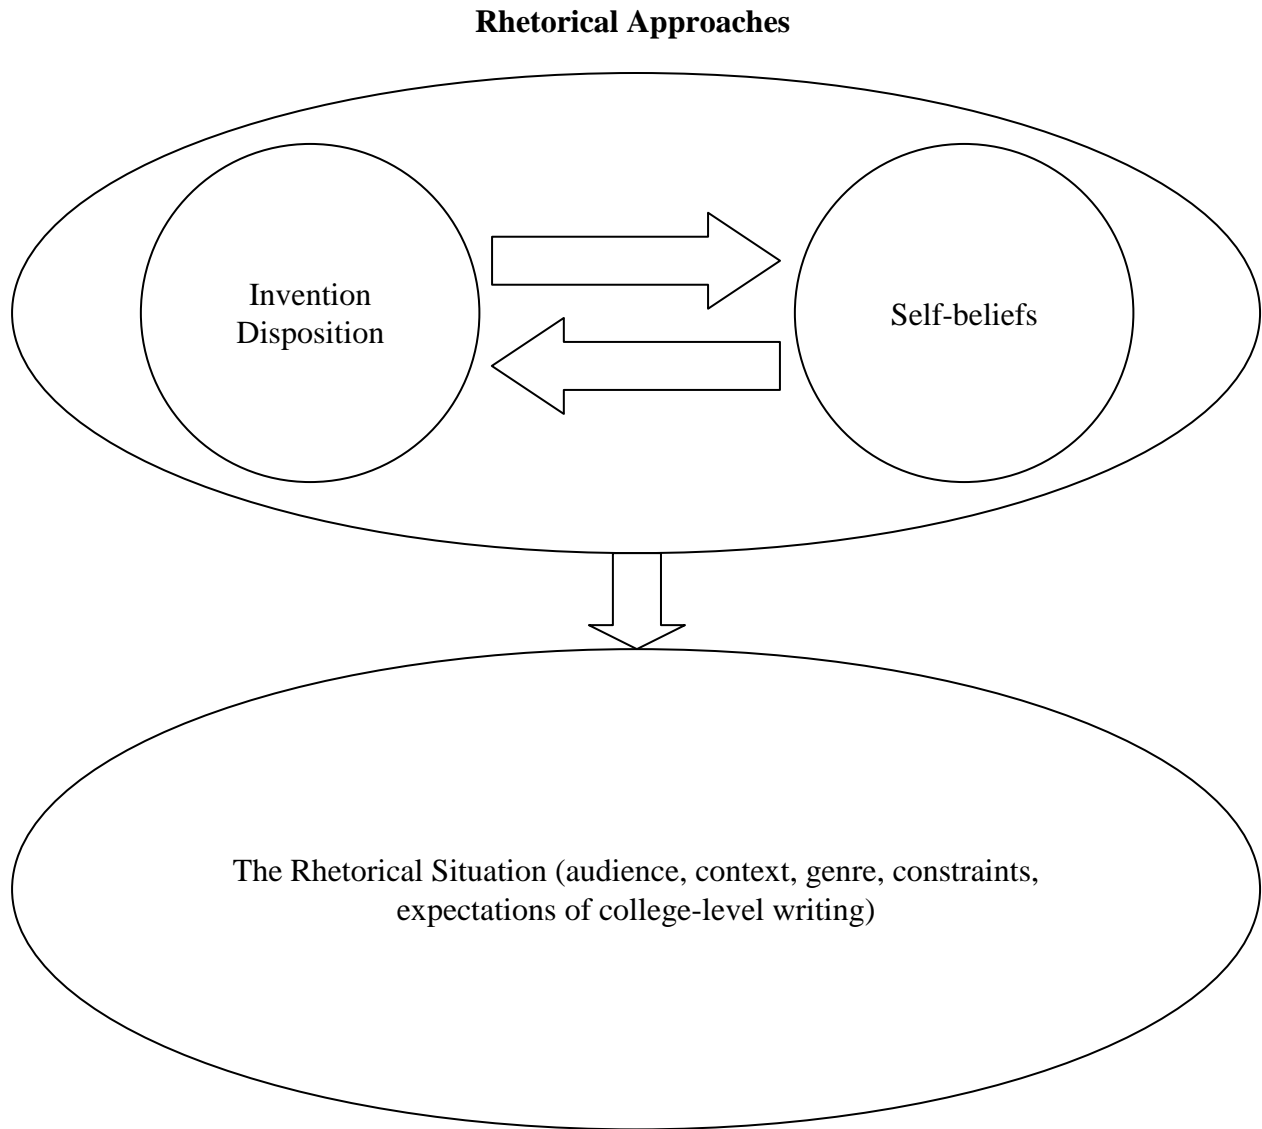 Rhetorical Approaches
Invention
Disposition
Self-beliefs
The Rhetorical Situation (audience, context, genre, constraints,
expectations of college-level writing)